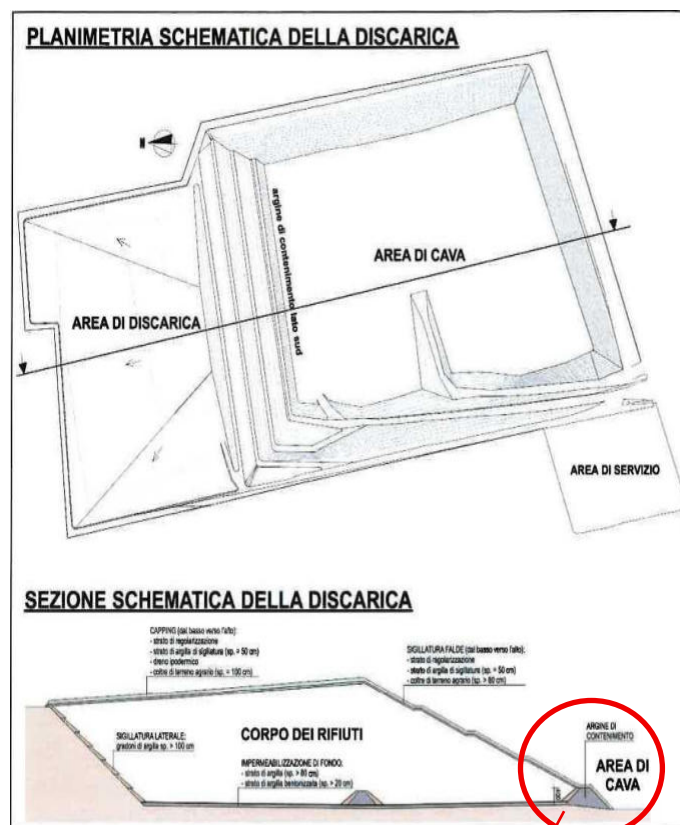 PLANIMETRIA SCHEMATICA DELLA DISCARICA
N
argine di contenimento lato sud
AREA DI CAVA
AREA DI DISCARICA
AREA DI SERVIZIO
SEZIONE SCHEMATICA DELLA DISCARICA
CAPPING (dal basso verso l'alto):
- strato di regolarizzazione
- strato di argilla di sigillatura (sp. = 50 cm)
- dreno ipodermico
- coltre di terreno agrario (sp. = 100 cm)
SIGILLATURA FALDE (dal basso verso l'alto):
- strato di regolarizzazione
- strato di argilla di sigillatura (sp. = 50 cm)
- coltre di terreno agrario (sp. > 80 cm)
SIGILLATURA LATERALE:
gradoni di argilla sp. > 100 cm
CORPO DEI RIFIUTI
IMPERMEABILIZZAZIONE DI FONDO:
- strato di argilla (sp. > 80 cm)
- strato di argilla bentonizzata (sp. > 20 cm)
ARGINE DI
CONTENIMENTO
AREA DI
CAVA